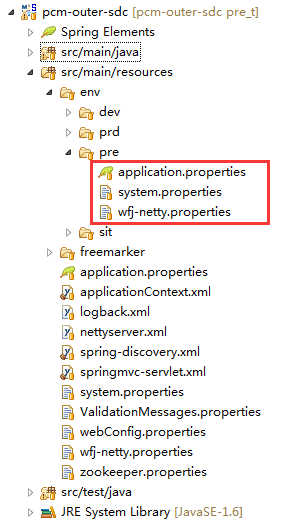 pcm-outer-sdc [pcm-outer-sdc pre_t]
Spring Elements
src/main/java
src/main/resources
env
dev
prd
pre
application.properties
system.properties
wfj-netty.properties
sit
freemarker
application.properties
applicationContext.xml
logback.xml
nettyserver.xml
spring-discovery.xml
springmvc-servlet.xml
system.properties
ValidationMessages.properties
webConfig.properties
wfj-netty.properties
zookeeper.properties
src/test/java
JRE System Library [JavaSE-1.6]